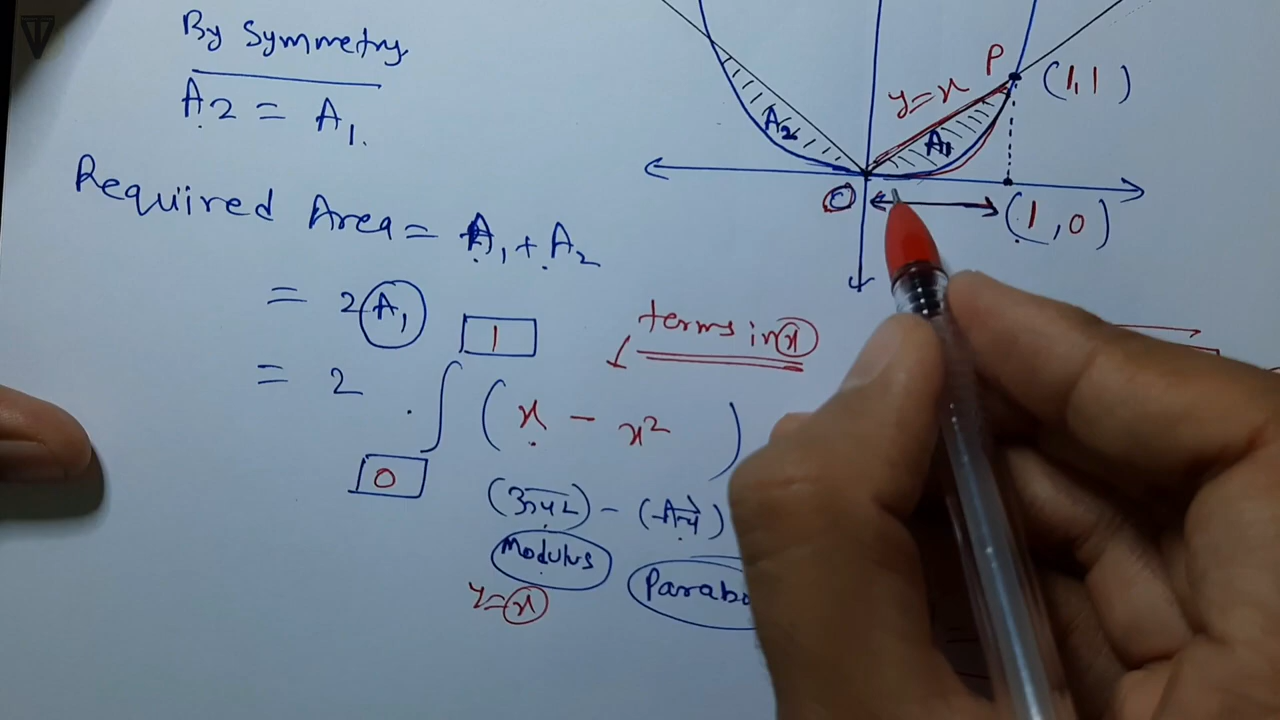 By Symmetry
A2 = A1.
Required Area = A1 + A2
= 2 A1
= 2 ∫ ( x - x² )
1
0
terms in x
Modulus
Parabo
y=x
y=x
P (1,1)
A2
A1
O
(1,0)